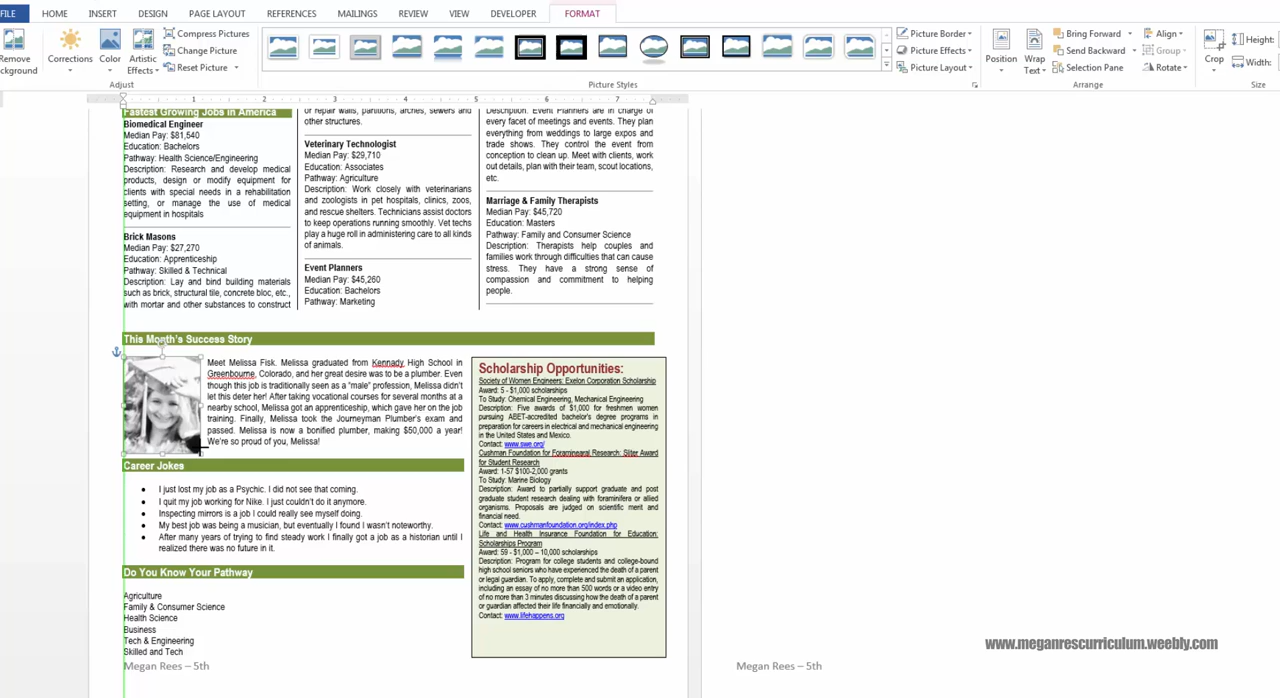 FILE HOME INSERT DESIGN PAGE LAYOUT REFERENCES MAILINGS REVIEW VIEW DEVELOPER FORMAT
Remove
Background
Corrections
Color
Artistic
Effects
Compress Pictures
Change Picture
Reset Picture
Adjust
Picture Styles
Picture Border
Picture Effects
Picture Layout
Position
Wrap
Text
Bring Forward
Send Backward
Selection Pane
Align
Group
Rotate
Arrange
Crop
Height:
Width:
Size
1 2 3 4 5 6 7
Fastest Growing Jobs in America
Biomedical Engineer
Median Pay: $81,540
Education: Bachelors
Pathway: Health Science/Engineering
Description: Research and develop medical
products, design or modify equipment for
clients with special needs in a rehabilitation
setting, or manage the use of medical
equipment in hospitals
Brick Masons
Median Pay: $27,270
Education: Apprenticeship
Pathway: Skilled & Technical
Description: Lay and bind building materials
such as brick, structural tile, concrete bloc, etc.,
with mortar and other substances to construct
or repair walls, partitions, arches, sewers and
other structures.
Veterinary Technologist
Median Pay: $29,710
Education: Associates
Pathway: Agriculture
Description: Work closely with veterinarians
and zoologists in pet hospitals, clinics, zoos,
and rescue shelters. Technicians assist doctors
to keep operations running smoothly. Vet techs
play a huge roll in administering care to all kinds
of animals.
Event Planners
Median Pay: $45,260
Education: Bachelors
Pathway: Marketing
Description: Event Planners are in charge of
every facet of meetings and events. They plan
everything from weddings to large expos and
trade shows. They control the event from
conception to clean up. Meet with clients, work
out details, plan with their team, scout locations,
etc.
Marriage & Family Therapists
Median Pay: $45,720
Education: Masters
Pathway: Family and Consumer Science
Description: Therapists help couples and
families work through difficulties that can cause
stress. They have a strong sense of
compassion and commitment to helping
people.
This Month's Success Story
Meet Melissa Fisk. Melissa graduated from Kennady High School in
Greenbourne, Colorado, and her great desire was to be a plumber. Even
though this job is traditionally seen as a "male" profession, Melissa didn't
let this deter her! After taking vocational courses for several months at a
nearby school, Melissa got an apprenticeship, which gave her on the job
training. Finally, Melissa took the Journeyman Plumber's exam and
passed. Melissa is now a bonified plumber, making $50,000 a year!
We're so proud of you, Melissa!
Career Jokes
• I just lost my job as a Psychic. I did not see that coming.
• I quit my job working for Nike. I just couldn't do it anymore.
• Inspecting mirrors is a job I could really see myself doing.
• My best job was being a musician, but eventually I found I wasn't noteworthy.
• After many years of trying to find steady work I finally got a job as a historian until I
realized there was no future in it.
Do You Know Your Pathway
Agriculture
Family & Consumer Science
Health Science
Business
Tech & Engineering
Skilled and Tech
Scholarship Opportunities:
Society of Women Engineers: Exelon Corporation Scholarship
Award: 5 - $1,000 scholarships
To Study: Chemical Engineering, Mechanical Engineering
Description: Five awards of $1,000 for freshmen women
pursuing ABET-accredited bachelor's degree programs in
preparation for careers in electrical and mechanical engineering
in the United States and Mexico.
Contact: www.swe.org/
Cushman Foundation for Foraminearal Research: Sliter Award
for Student Research
Award: 1-57 $100-2,000 grants
To Study: Marine Biology
Description: Award to partially support graduate and post
graduate student research dealing with foraminifera or allied
organisms. Proposals are judged on scientific merit and
financial need.
Contact: www.cushmanfoundation.org/index.php
Life and Health Insurance Foundation for Education:
Scholarships Program
Award: 59 - $1,000 – 10,000 scholarships
Description: Program for college students and college-bound
high school seniors who have experienced the death of a parent
or legal guardian. To apply, complete and submit an application,
including an essay of no more than 500 words or a video entry
of no more than 3 minutes discussing how the death of a parent
or guardian affected their life financially and emotionally.
Contact: www.lifehappens.org
Megan Rees – 5th
Megan Rees – 5th
www.meganrescurriculum.weebly.com